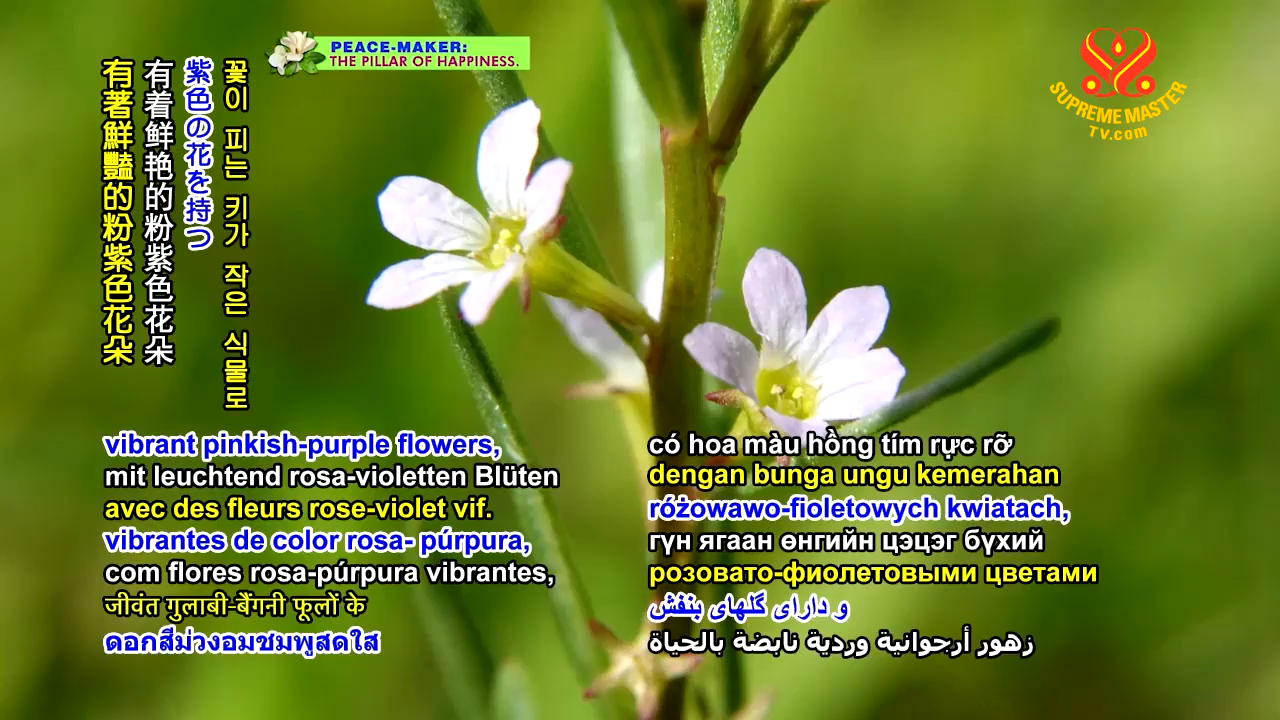 PEACE-MAKER:
THE PILLAR OF HAPPINESS.
SUPREME MASTER
TV.com
꽃이 피는 키가 작은 식물로
紫色の花を持つ
有着鲜艳的粉紫色花朵
有著鮮豔的粉紫色花朵
vibrant pinkish-purple flowers,
mit leuchtend rosa-violetten Blüten
avec des fleurs rose-violet vif.
vibrantes de color rosa- púrpura,
com flores rosa-púrpura vibrantes,
जीवंत गुलाबी-बैंगनी फूलों के
ดอกสีม่วงอมชมพูสดใส
có hoa màu hồng tím rực rỡ
dengan bunga ungu kemerahan
różowawo-fioletowych kwiatach,
гүн ягаан өнгийн цэцэг бүхий
розовато-фиолетовыми цветами
و دارای گلهای بنفش
زهور أرجوانية وردية نابضة بالحياة